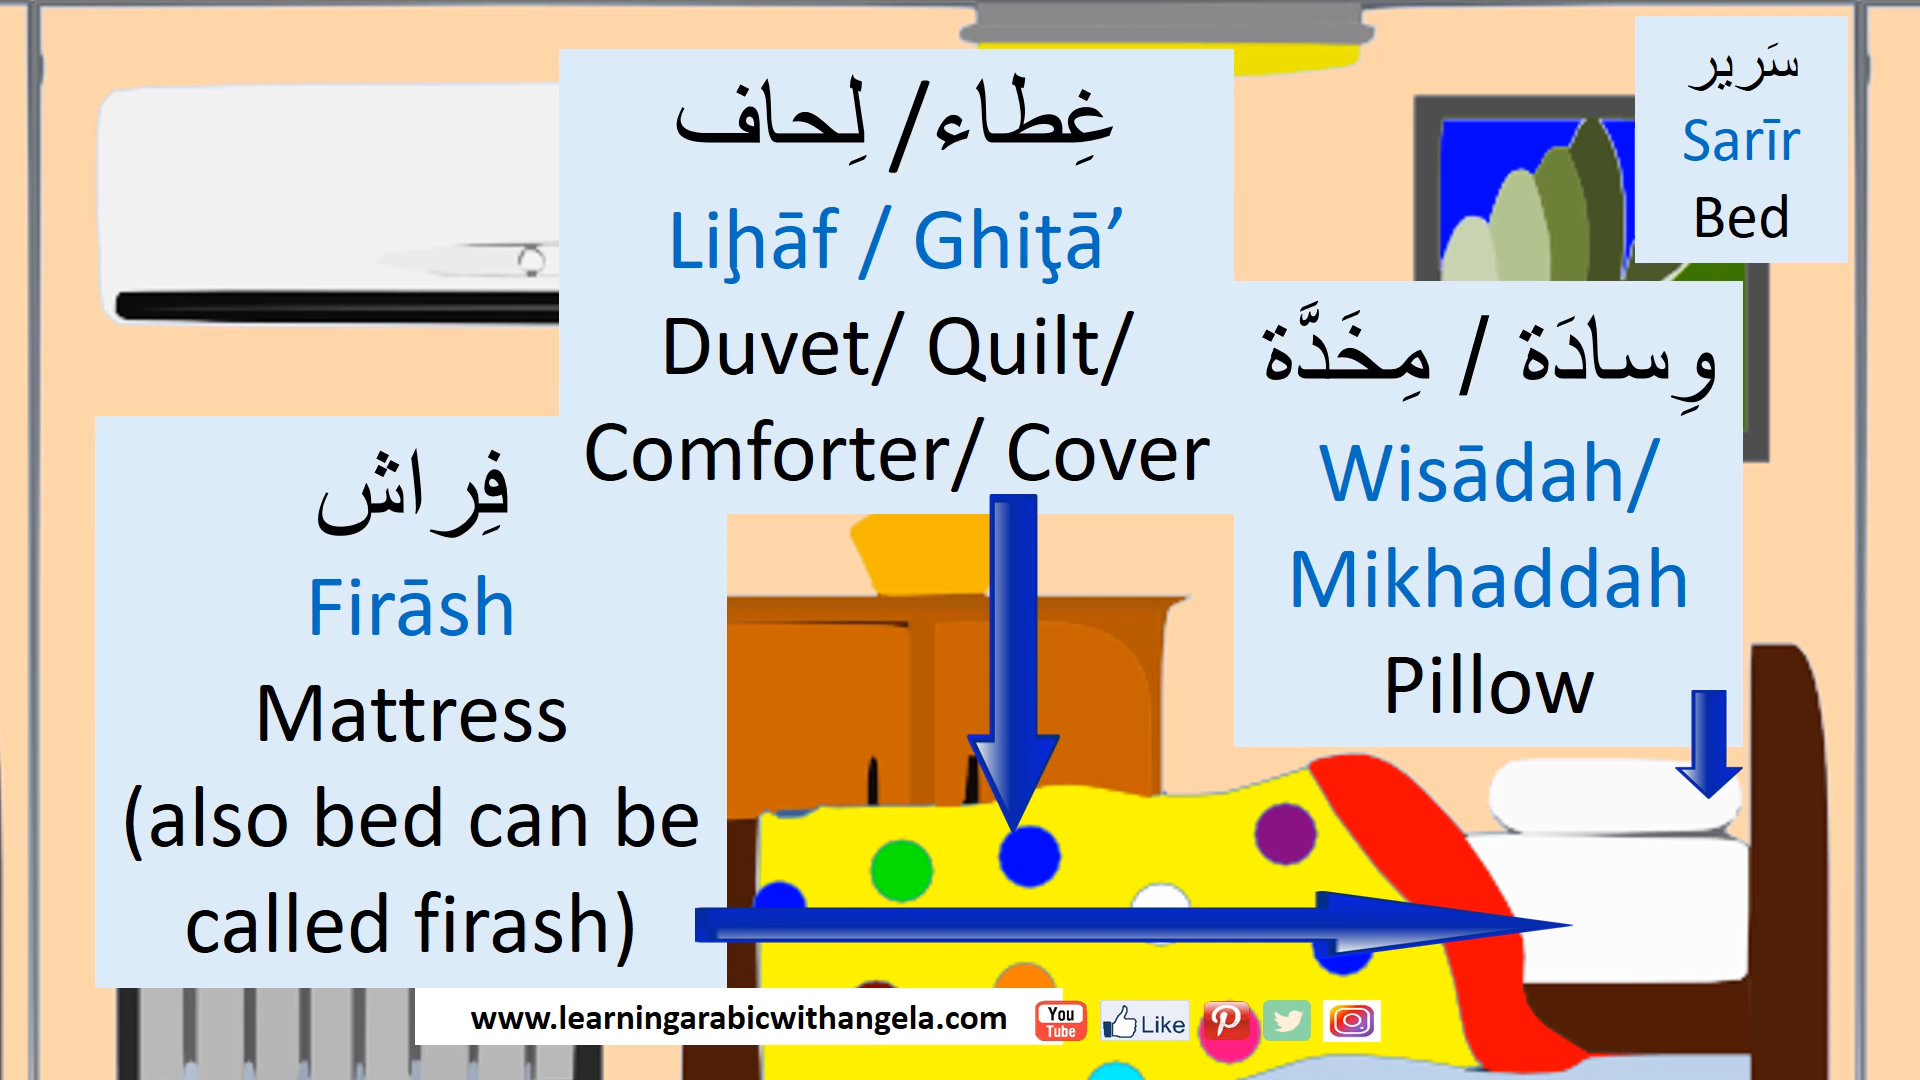 سَرير
Sarīr
Bed
غِطاء/ لِحاف
Liḩāf / Ghiţā’
Duvet/ Quilt/
Comforter/ Cover
وِسادَة / مِخَدَّة
Wisādah/
Mikhaddah
Pillow
فِراش
Firāsh
Mattress
(also bed can be
called firash)
www.learningarabicwithangela.com
You
Tube
Like